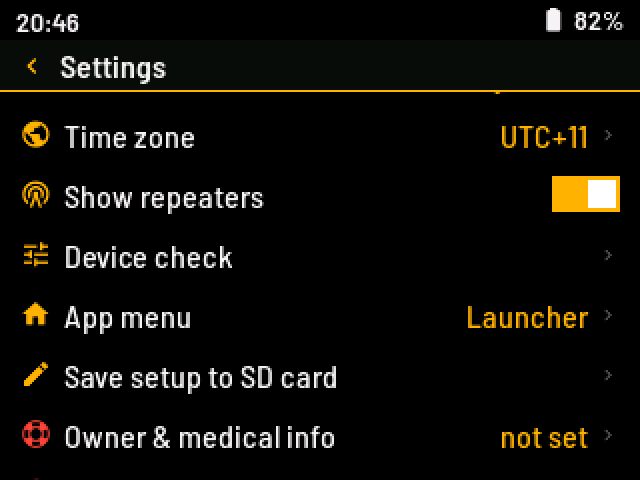 20:46
82%
Settings
Time zone
UTC+11
Show repeaters
Device check
App menu
Launcher
Save setup to SD card
Owner & medical info
not set